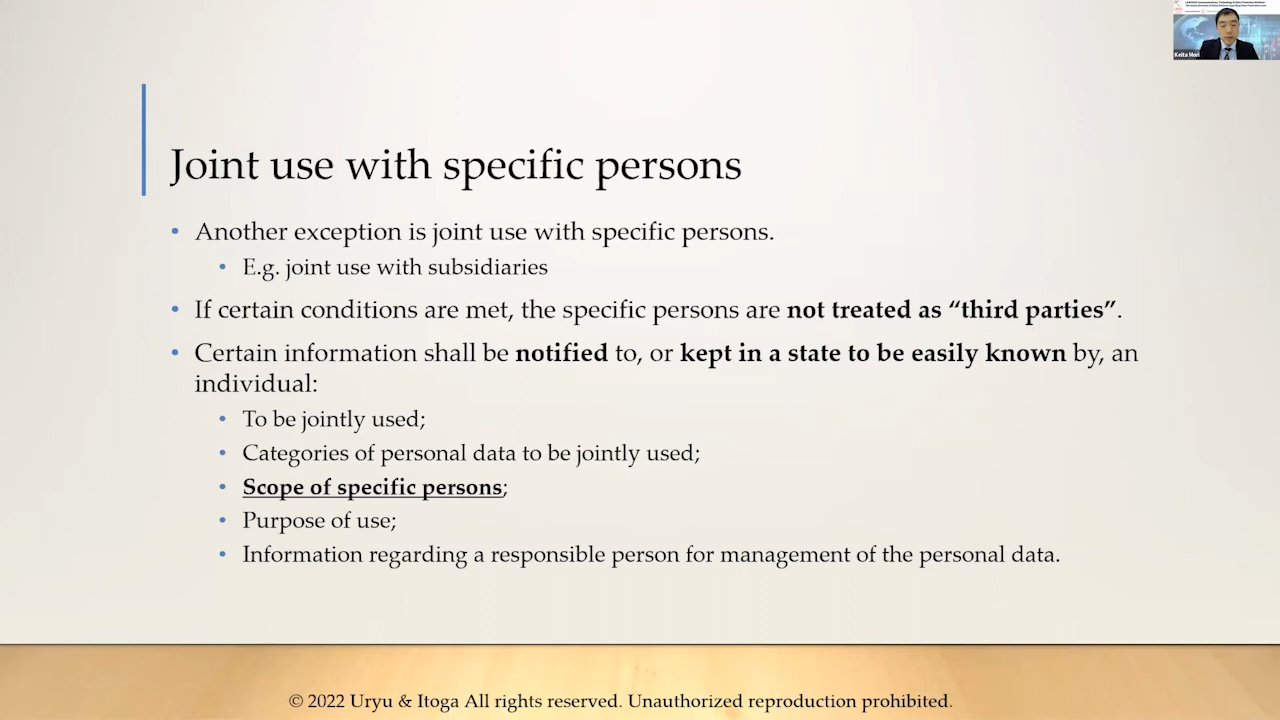 Keita Mori
Joint use with specific persons
• Another exception is joint use with specific persons.
• E.g. joint use with subsidiaries
• If certain conditions are met, the specific persons are not treated as “third parties”.
• Certain information shall be notified to, or kept in a state to be easily known by, an
individual:
• To be jointly used;
• Categories of personal data to be jointly used;
• Scope of specific persons;
• Purpose of use;
• Information regarding a responsible person for management of the personal data.
© 2022 Uryu & Itoga All rights reserved. Unauthorized reproduction prohibited.